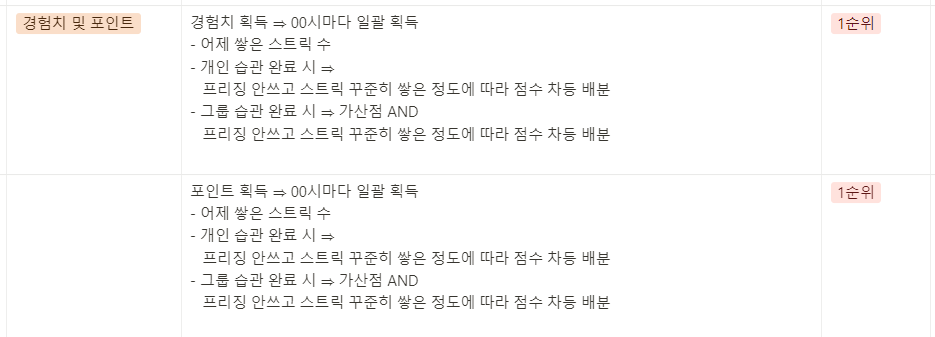 경험치 및 포인트
경험치 획득 ⇒ 00시마다 일괄 획득
1순위
- 어제 쌓은 스트릭 수
- 개인 습관 완료 시 ⇒
프리징 안쓰고 스트릭 꾸준히 쌓은 정도에 따라 점수 차등 배분
- 그룹 습관 완료 시 ⇒ 가산점 AND
프리징 안쓰고 스트릭 꾸준히 쌓은 정도에 따라 점수 차등 배분
포인트 획득 ⇒ 00시마다 일괄 획득
1순위
- 어제 쌓은 스트릭 수
- 개인 습관 완료 시 ⇒
프리징 안쓰고 스트릭 꾸준히 쌓은 정도에 따라 점수 차등 배분
- 그룹 습관 완료 시 ⇒ 가산점 AND
프리징 안쓰고 스트릭 꾸준히 쌓은 정도에 따라 점수 차등 배분